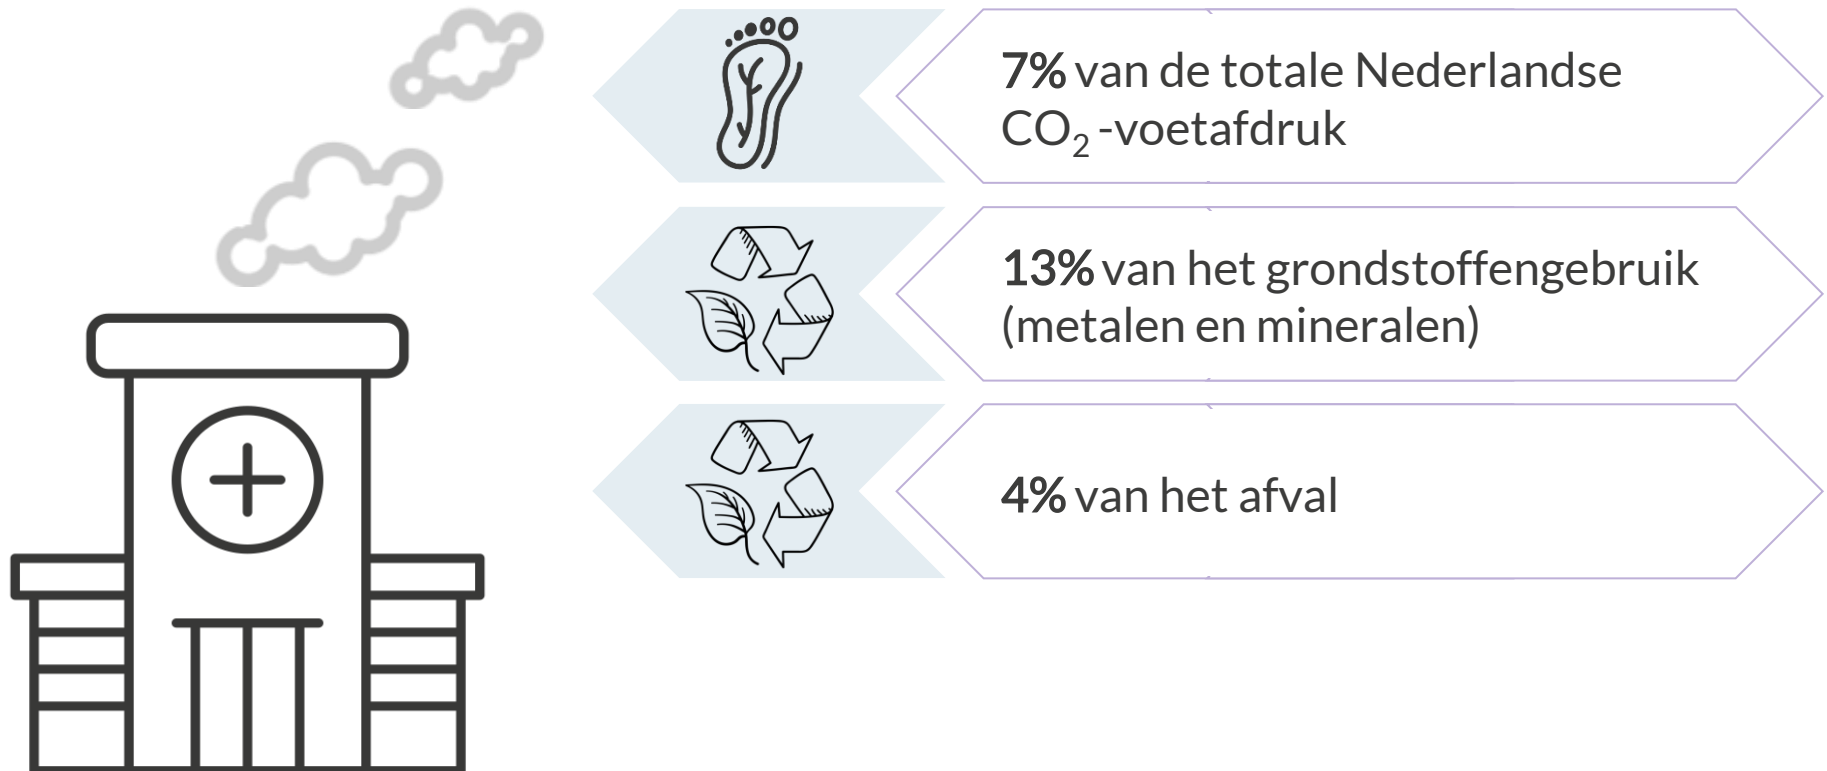 7% van de totale Nederlandse
CO₂ -voetafdruk
13% van het grondstoffengebruik
(metalen en mineralen)
4% van het afval